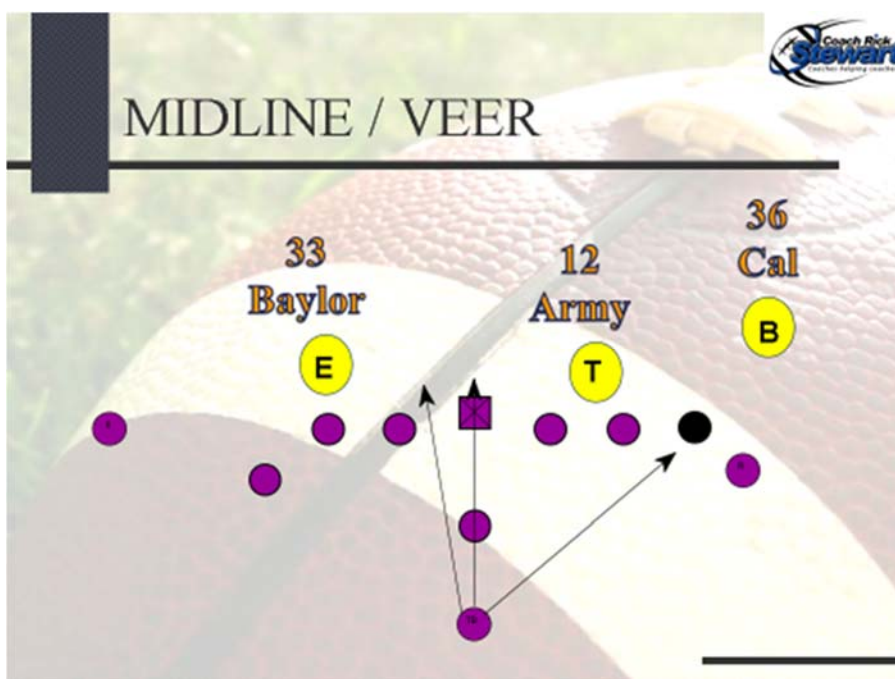 Coach Rick
Stewart
Coaches helping coaches
MIDLINE / VEER
33
Baylor
12
Army
36
Cal
E
T
B